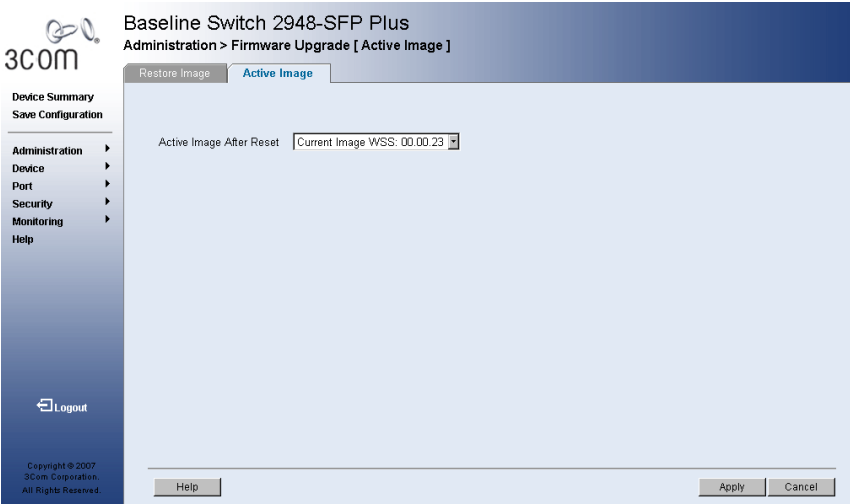 3COM
Baseline Switch 2948-SFP Plus
Administration > Firmware Upgrade [ Active Image ]
Restore Image
Active Image
Device Summary
Save Configuration
Administration
Device
Port
Security
Monitoring
Help
Active Image After Reset
Current Image WSS: 00.00.23
Logout
Copyright © 2007
3Com Corporation.
All Rights Reserved.
Help
Apply
Cancel